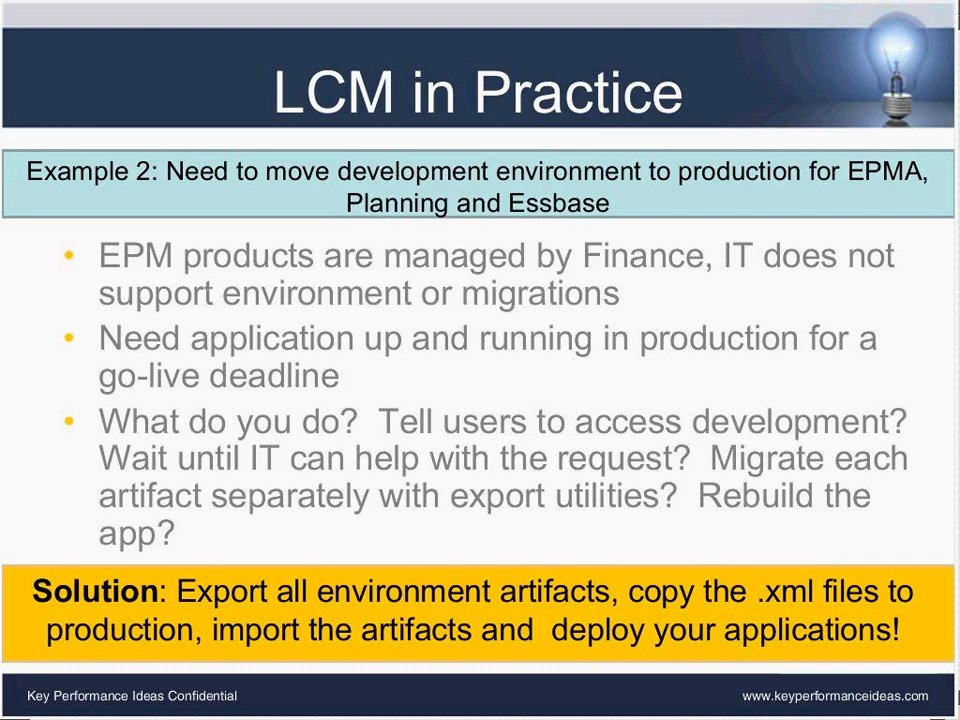 LCM in Practice
Example 2: Need to move development environment to production for EPMA,
Planning and Essbase
• EPM products are managed by Finance, IT does not
support environment or migrations
• Need application up and running in production for a
go-live deadline
• What do you do?  Tell users to access development?
Wait until IT can help with the request?  Migrate each
artifact separately with export utilities?  Rebuild the
app?
Solution: Export all environment artifacts, copy the .xml files to
production, import the artifacts and  deploy your applications!
Key Performance Ideas Confidential
www.keyperformanceideas.com